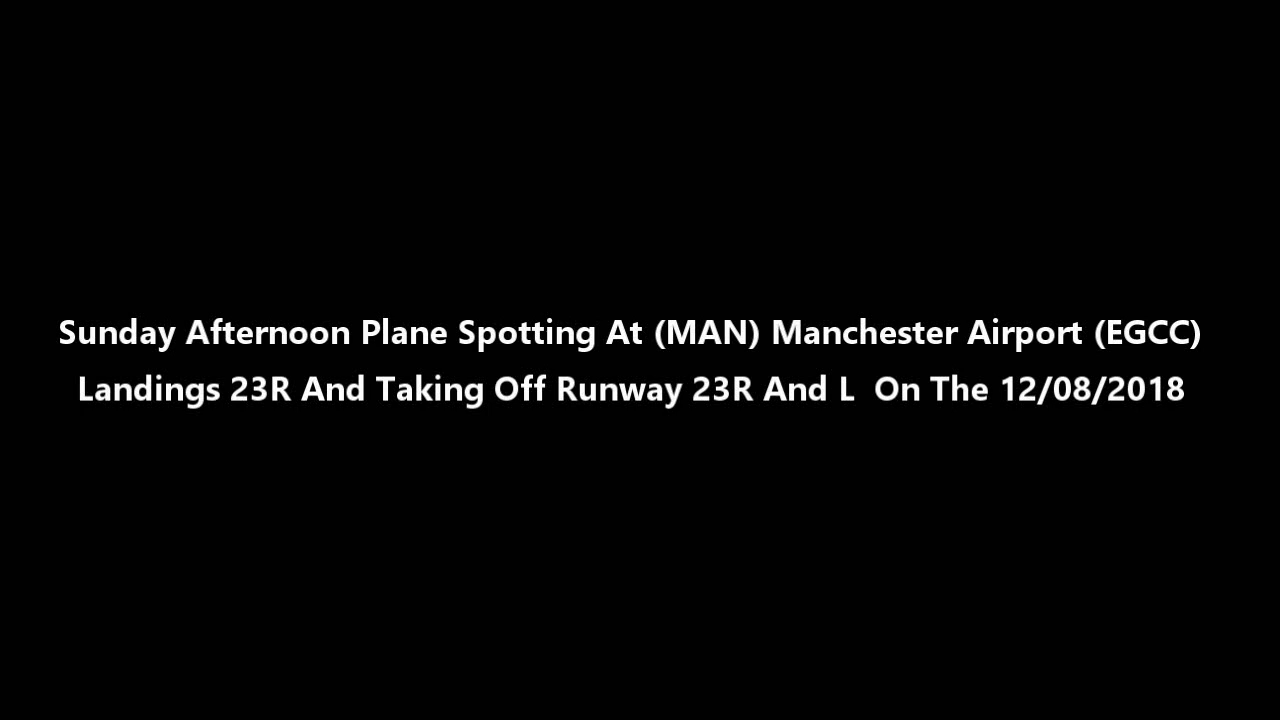 Sunday Afternoon Plane Spotting At (MAN) Manchester Airport (EGCC)
Landings 23R And Taking Off Runway 23R And L  On The 12/08/2018